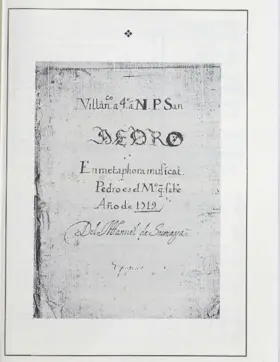 Villan.co a 4.o a N. P. San
PEDRO
En metaphora musical.
Pedro es el M.o q. sabe
Año de 1719
Del Manuel de Sumaya